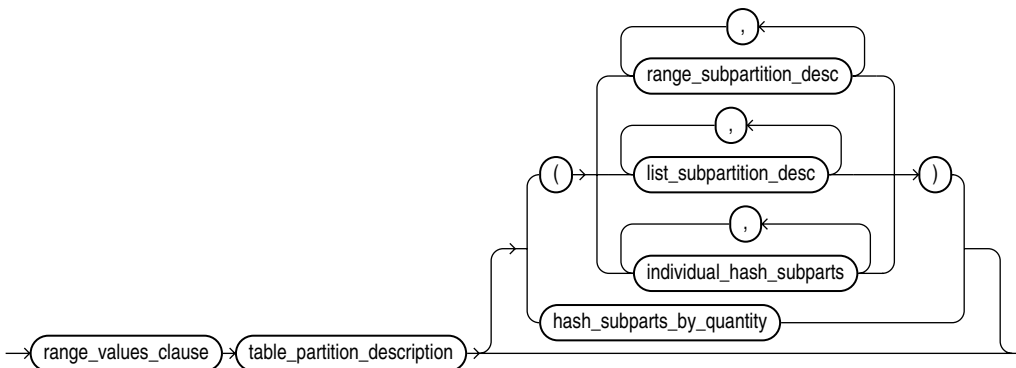 ,
range_subpartition_desc
,
( list_subpartition_desc )
,
individual_hash_subparts
hash_subparts_by_quantity
range_values_clause table_partition_description